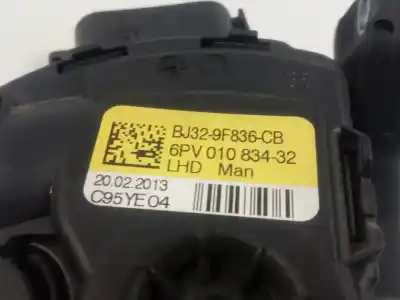 BJ32-9F836-CB
6PV 010 834-32
LHD Man
20.02.2013
C95YE04